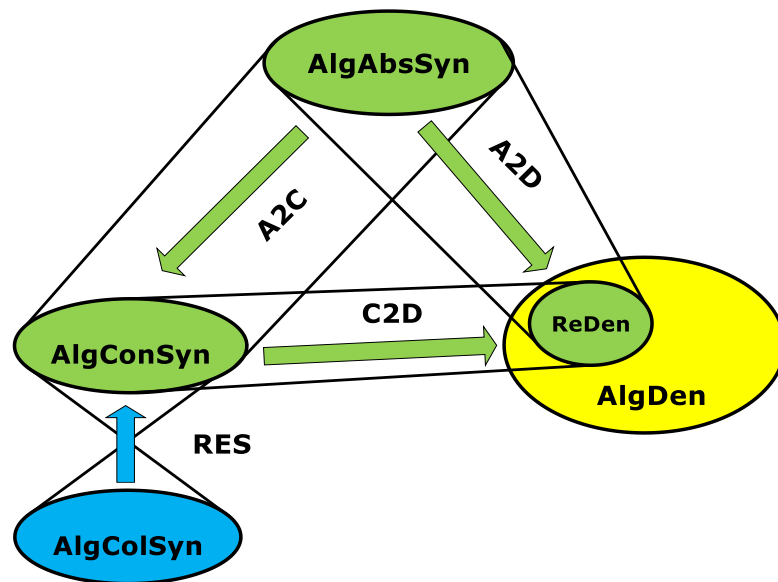 AlgAbsSyn
A2D
A2C
C2D
ReDen
AlgConSyn
AlgDen
RES
AlgColSyn